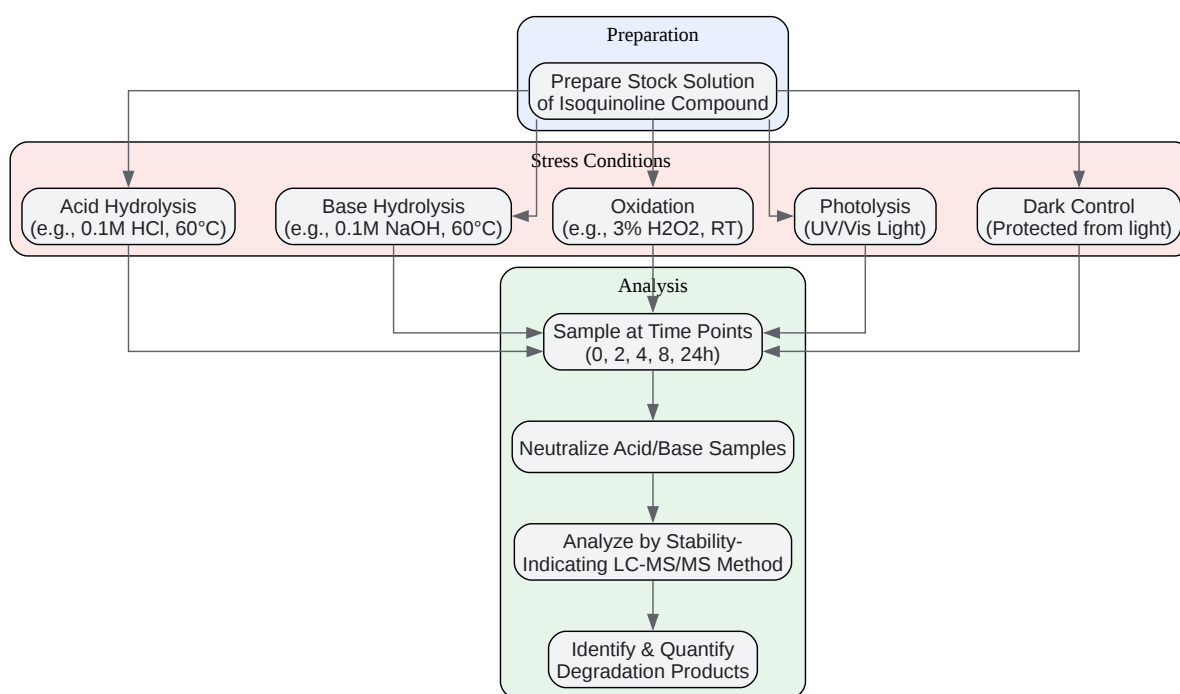 Preparation
Prepare Stock Solution
of Isoquinoline Compound
Stress Conditions
Acid Hydrolysis
(e.g., 0.1M HCl, 60°C)
Base Hydrolysis
(e.g., 0.1M NaOH, 60°C)
Oxidation
(e.g., 3% H2O2, RT)
Photolysis
(UV/Vis Light)
Dark Control
(Protected from light)
Analysis
Sample at Time Points
(0, 2, 4, 8, 24h)
Neutralize Acid/Base Samples
Analyze by Stability-
Indicating LC-MS/MS Method
Identify & Quantify
Degradation Products